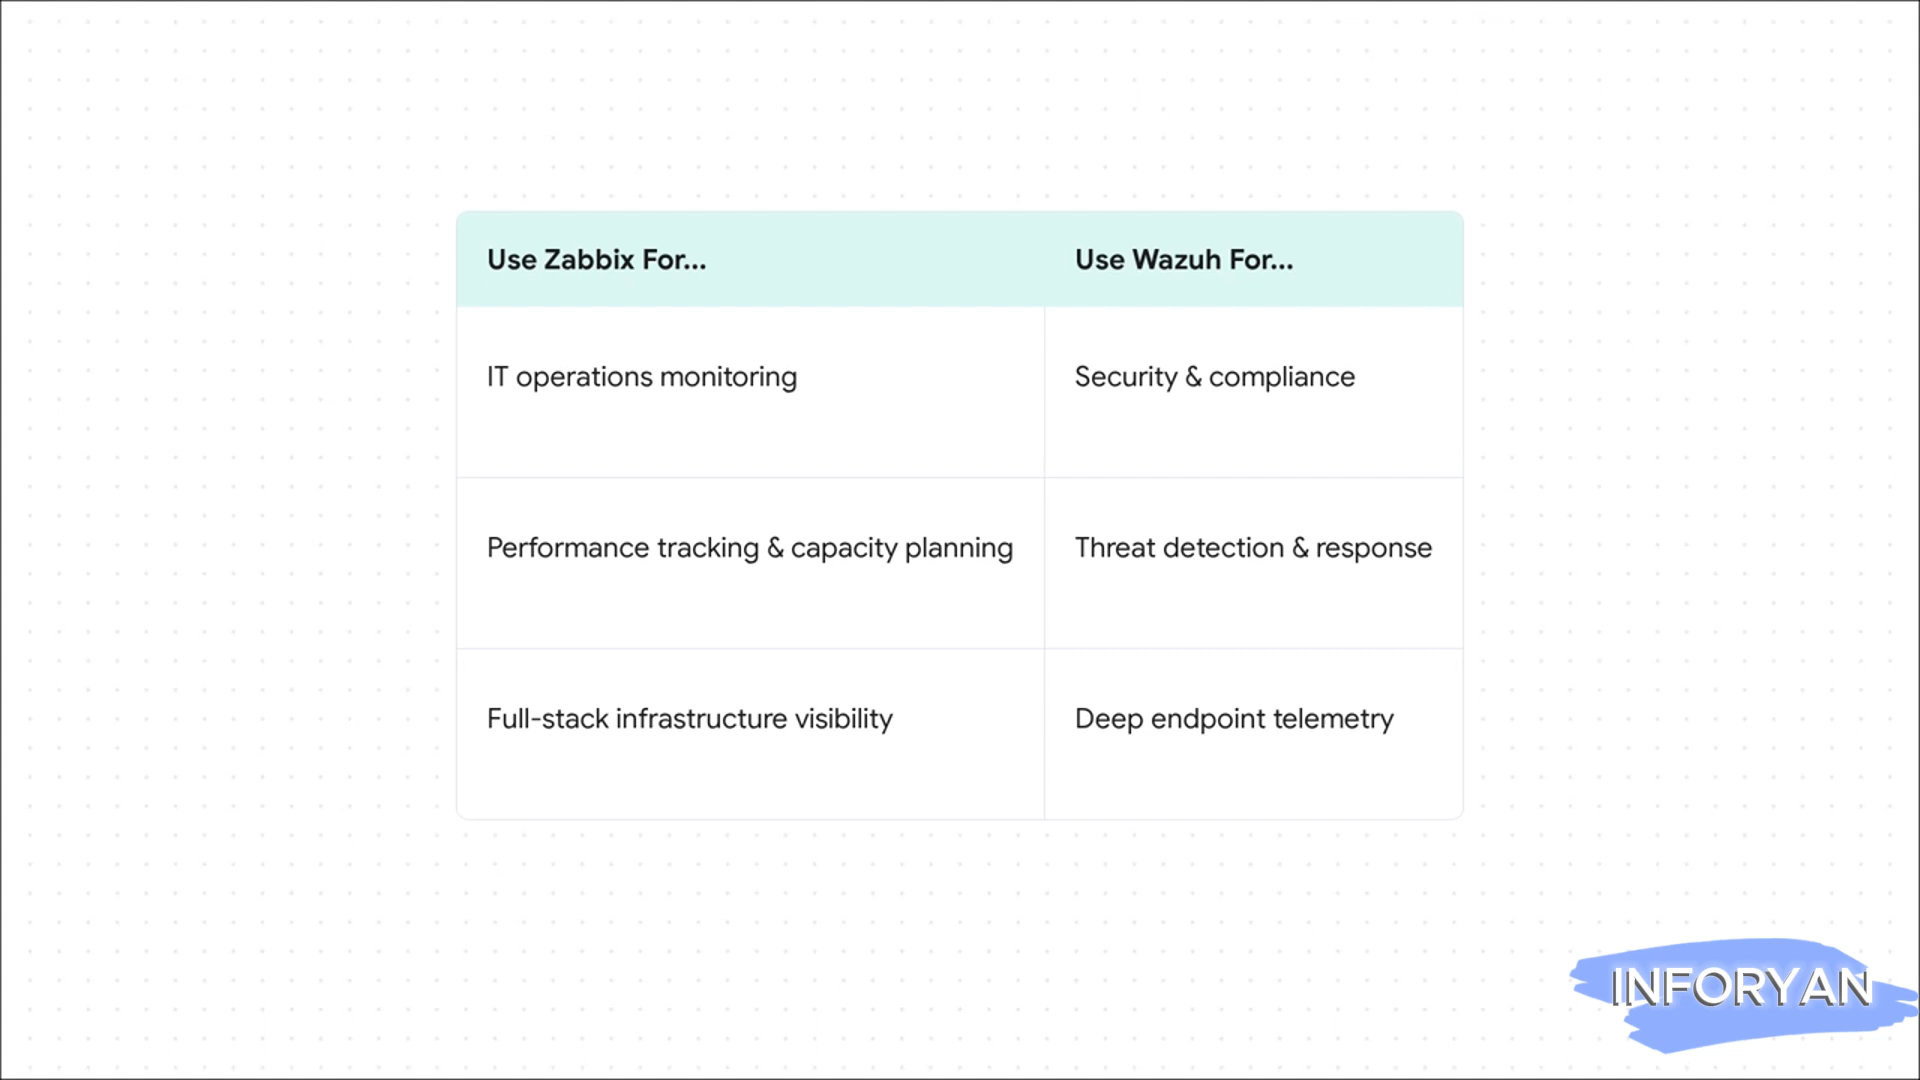 Use Zabbix For...
Use Wazuh For...
IT operations monitoring
Security & compliance
Performance tracking & capacity planning
Threat detection & response
Full-stack infrastructure visibility
Deep endpoint telemetry
INFORYAN